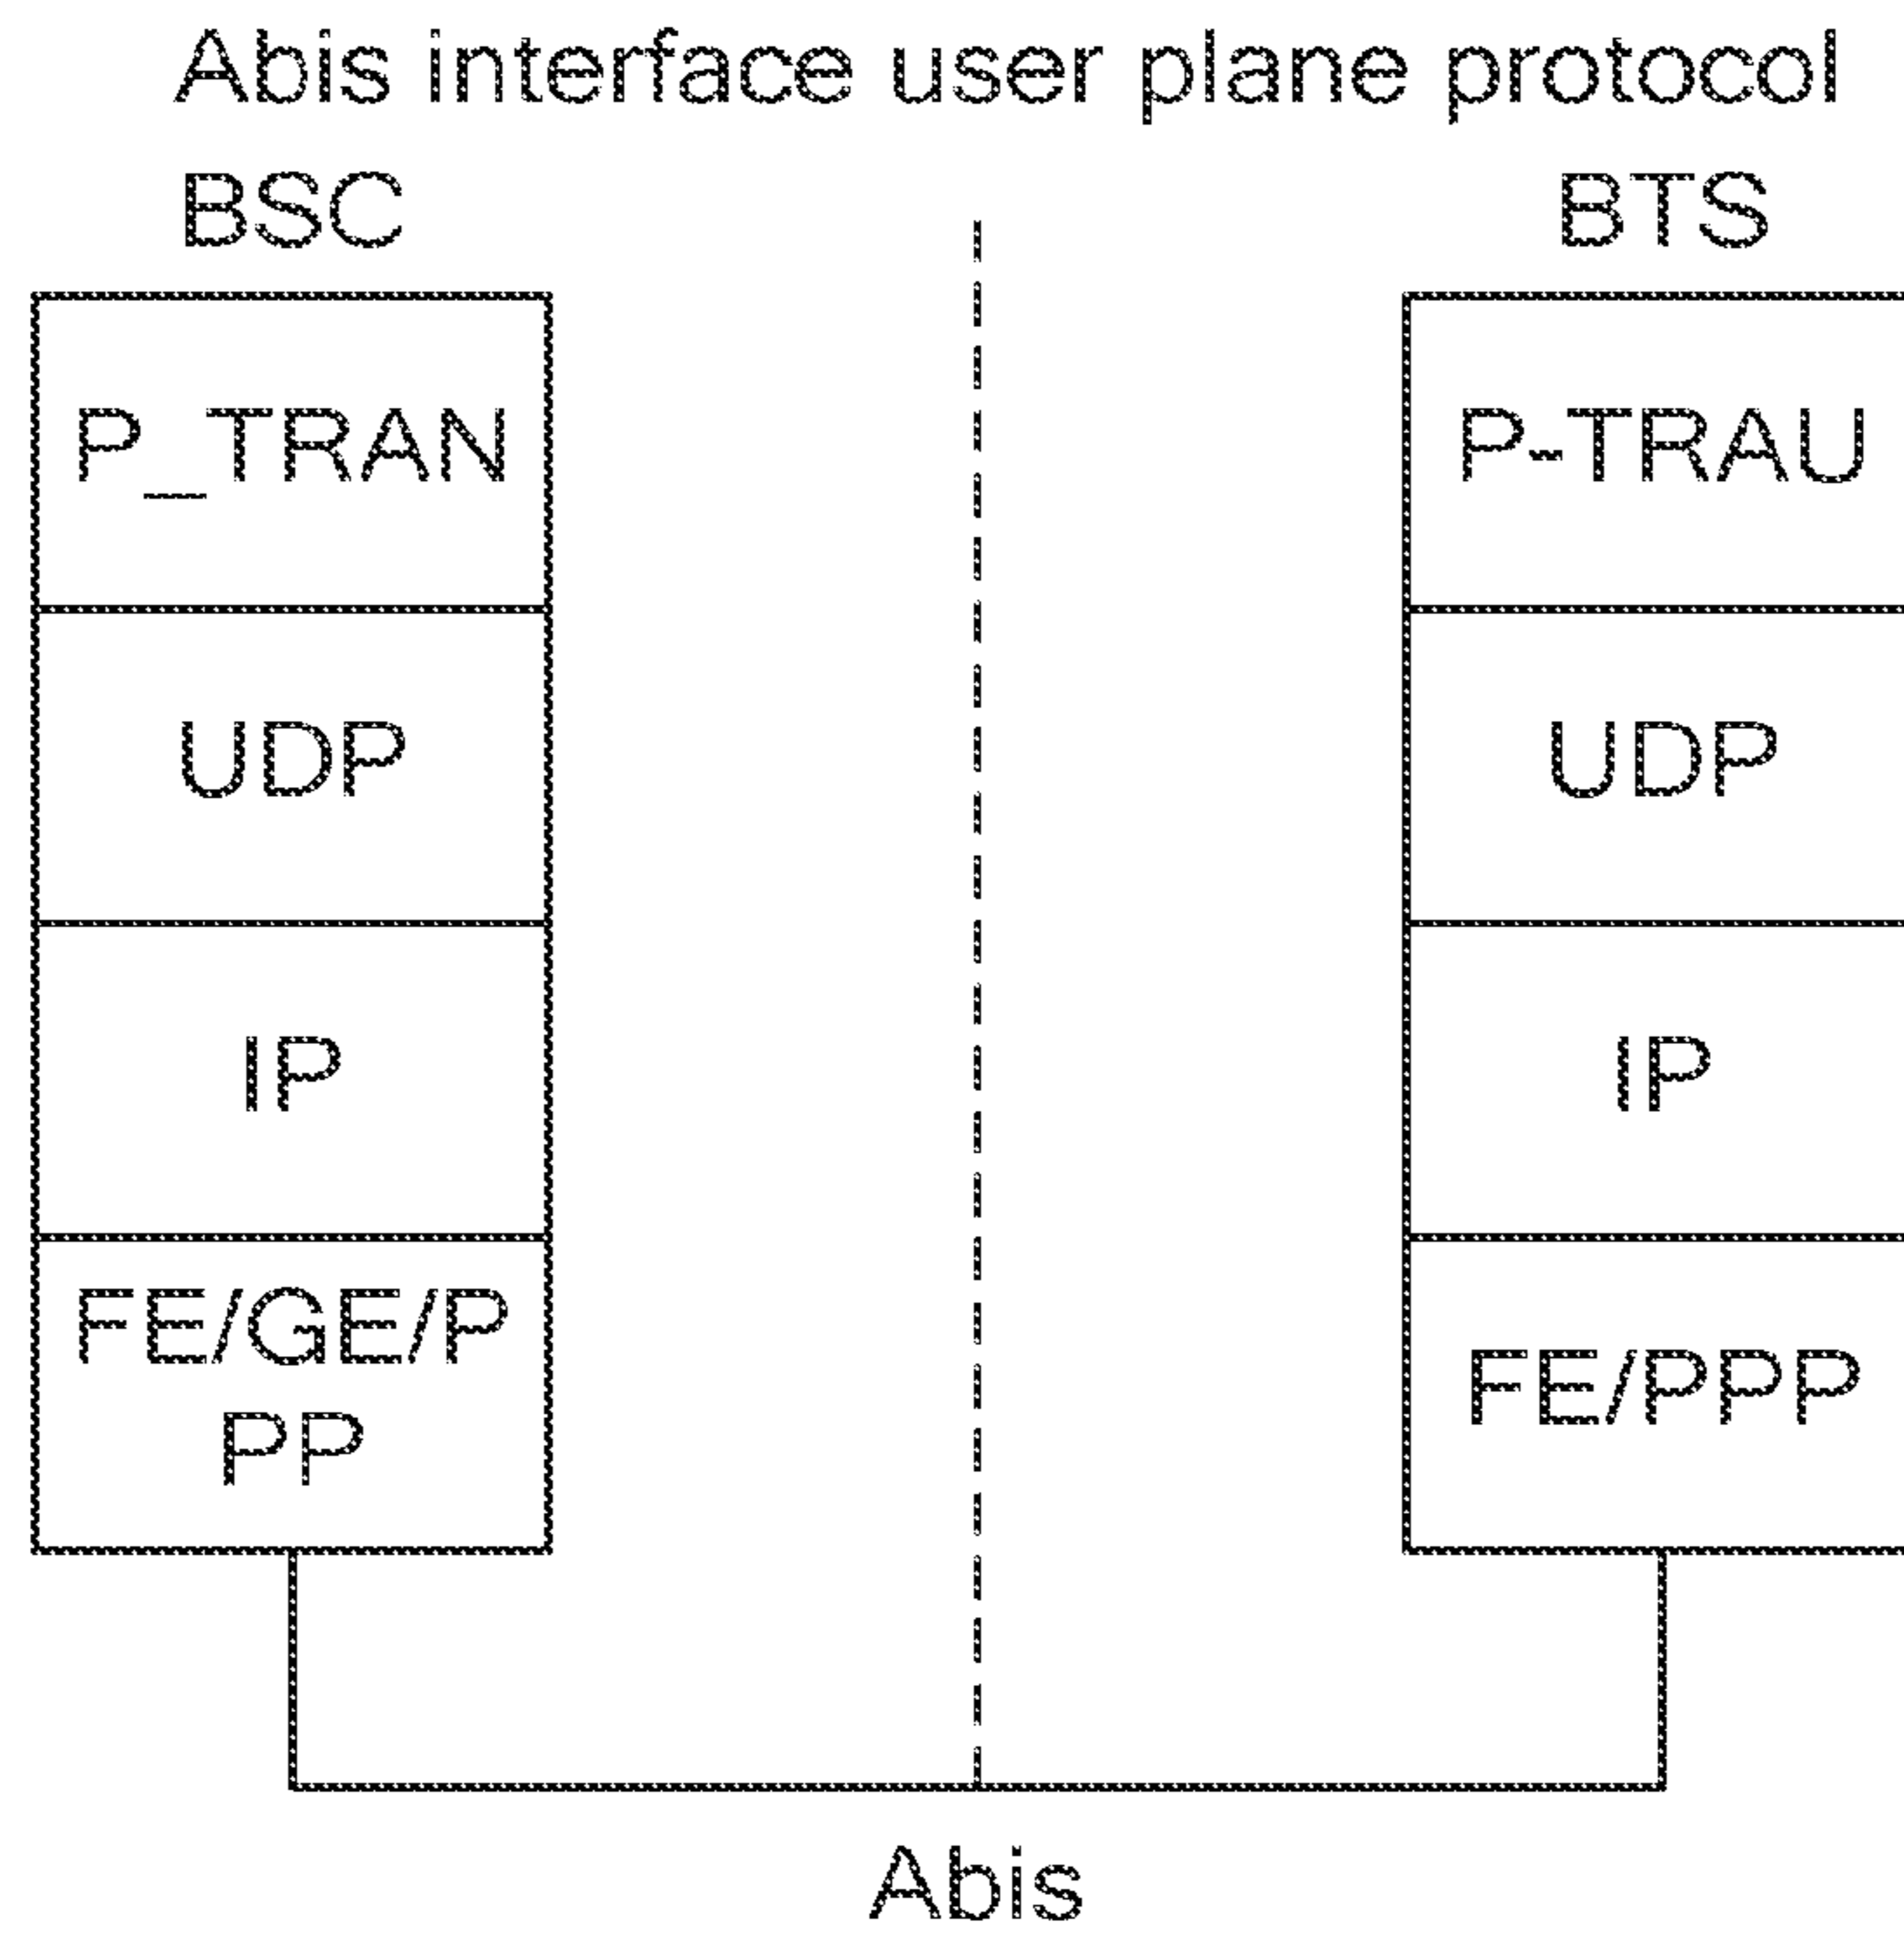 Abis interface user plane protocol
BSC
BTS
P_TRAN
P-TRAU
UDP
UDP
IP
IP
FE/GE/P
PP
FE/PPP
Abis